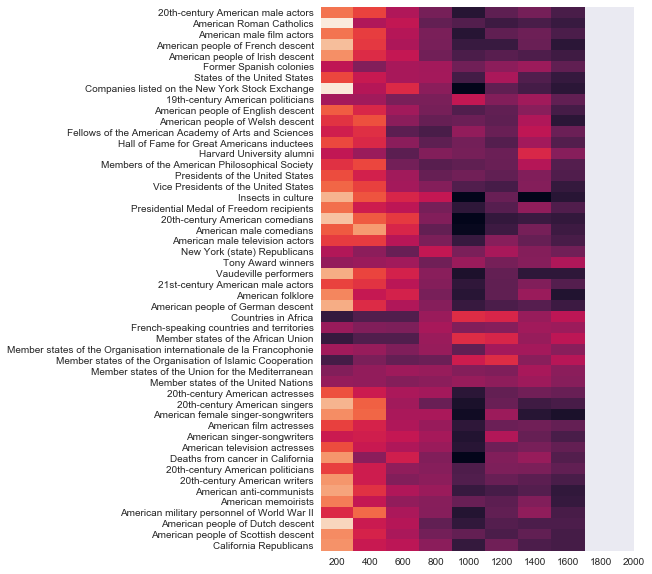 20th-century American male actors
American Roman Catholics
American male film actors
American people of French descent
American people of Irish descent
Former Spanish colonies
States of the United States
Companies listed on the New York Stock Exchange
19th-century American politicians
American people of English descent
American people of Welsh descent
Fellows of the American Academy of Arts and Sciences
Hall of Fame for Great Americans inductees
Harvard University alumni
Members of the American Philosophical Society
Presidents of the United States
Vice Presidents of the United States
Insects in culture
Presidential Medal of Freedom recipients
20th-century American comedians
American male comedians
American male television actors
New York (state) Republicans
Tony Award winners
Vaudeville performers
21st-century American male actors
American folklore
American people of German descent
Countries in Africa
French-speaking countries and territories
Member states of the African Union
Member states of the Organisation internationale de la Francophonie
Member states of the Organisation of Islamic Cooperation
Member states of the Union for the Mediterranean
Member states of the United Nations
20th-century American actresses
20th-century American singers
American female singer-songwriters
American film actresses
American singer-songwriters
American television actresses
Deaths from cancer in California
20th-century American politicians
20th-century American writers
American anti-communists
American memoirists
American military personnel of World War II
American people of Dutch descent
American people of Scottish descent
California Republicans
200 400 600 800 1000 1200 1400 1600 1800 2000